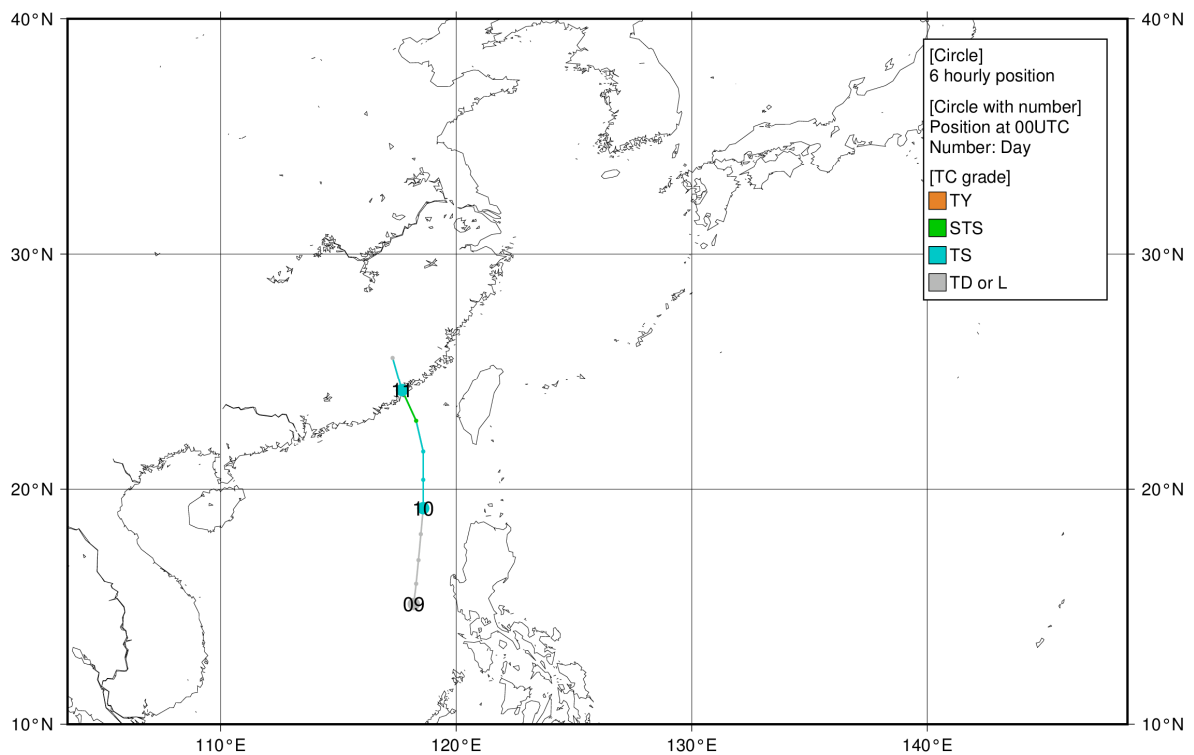 40°N
40°N
[Circle]
6 hourly position
[Circle with number]
Position at 00UTC
Number: Day
[TC grade]
TY
STS
TS
TD or L
30°N
30°N
11
20°N
20°N
10
09
10°N
10°N
110°E
120°E
130°E
140°E